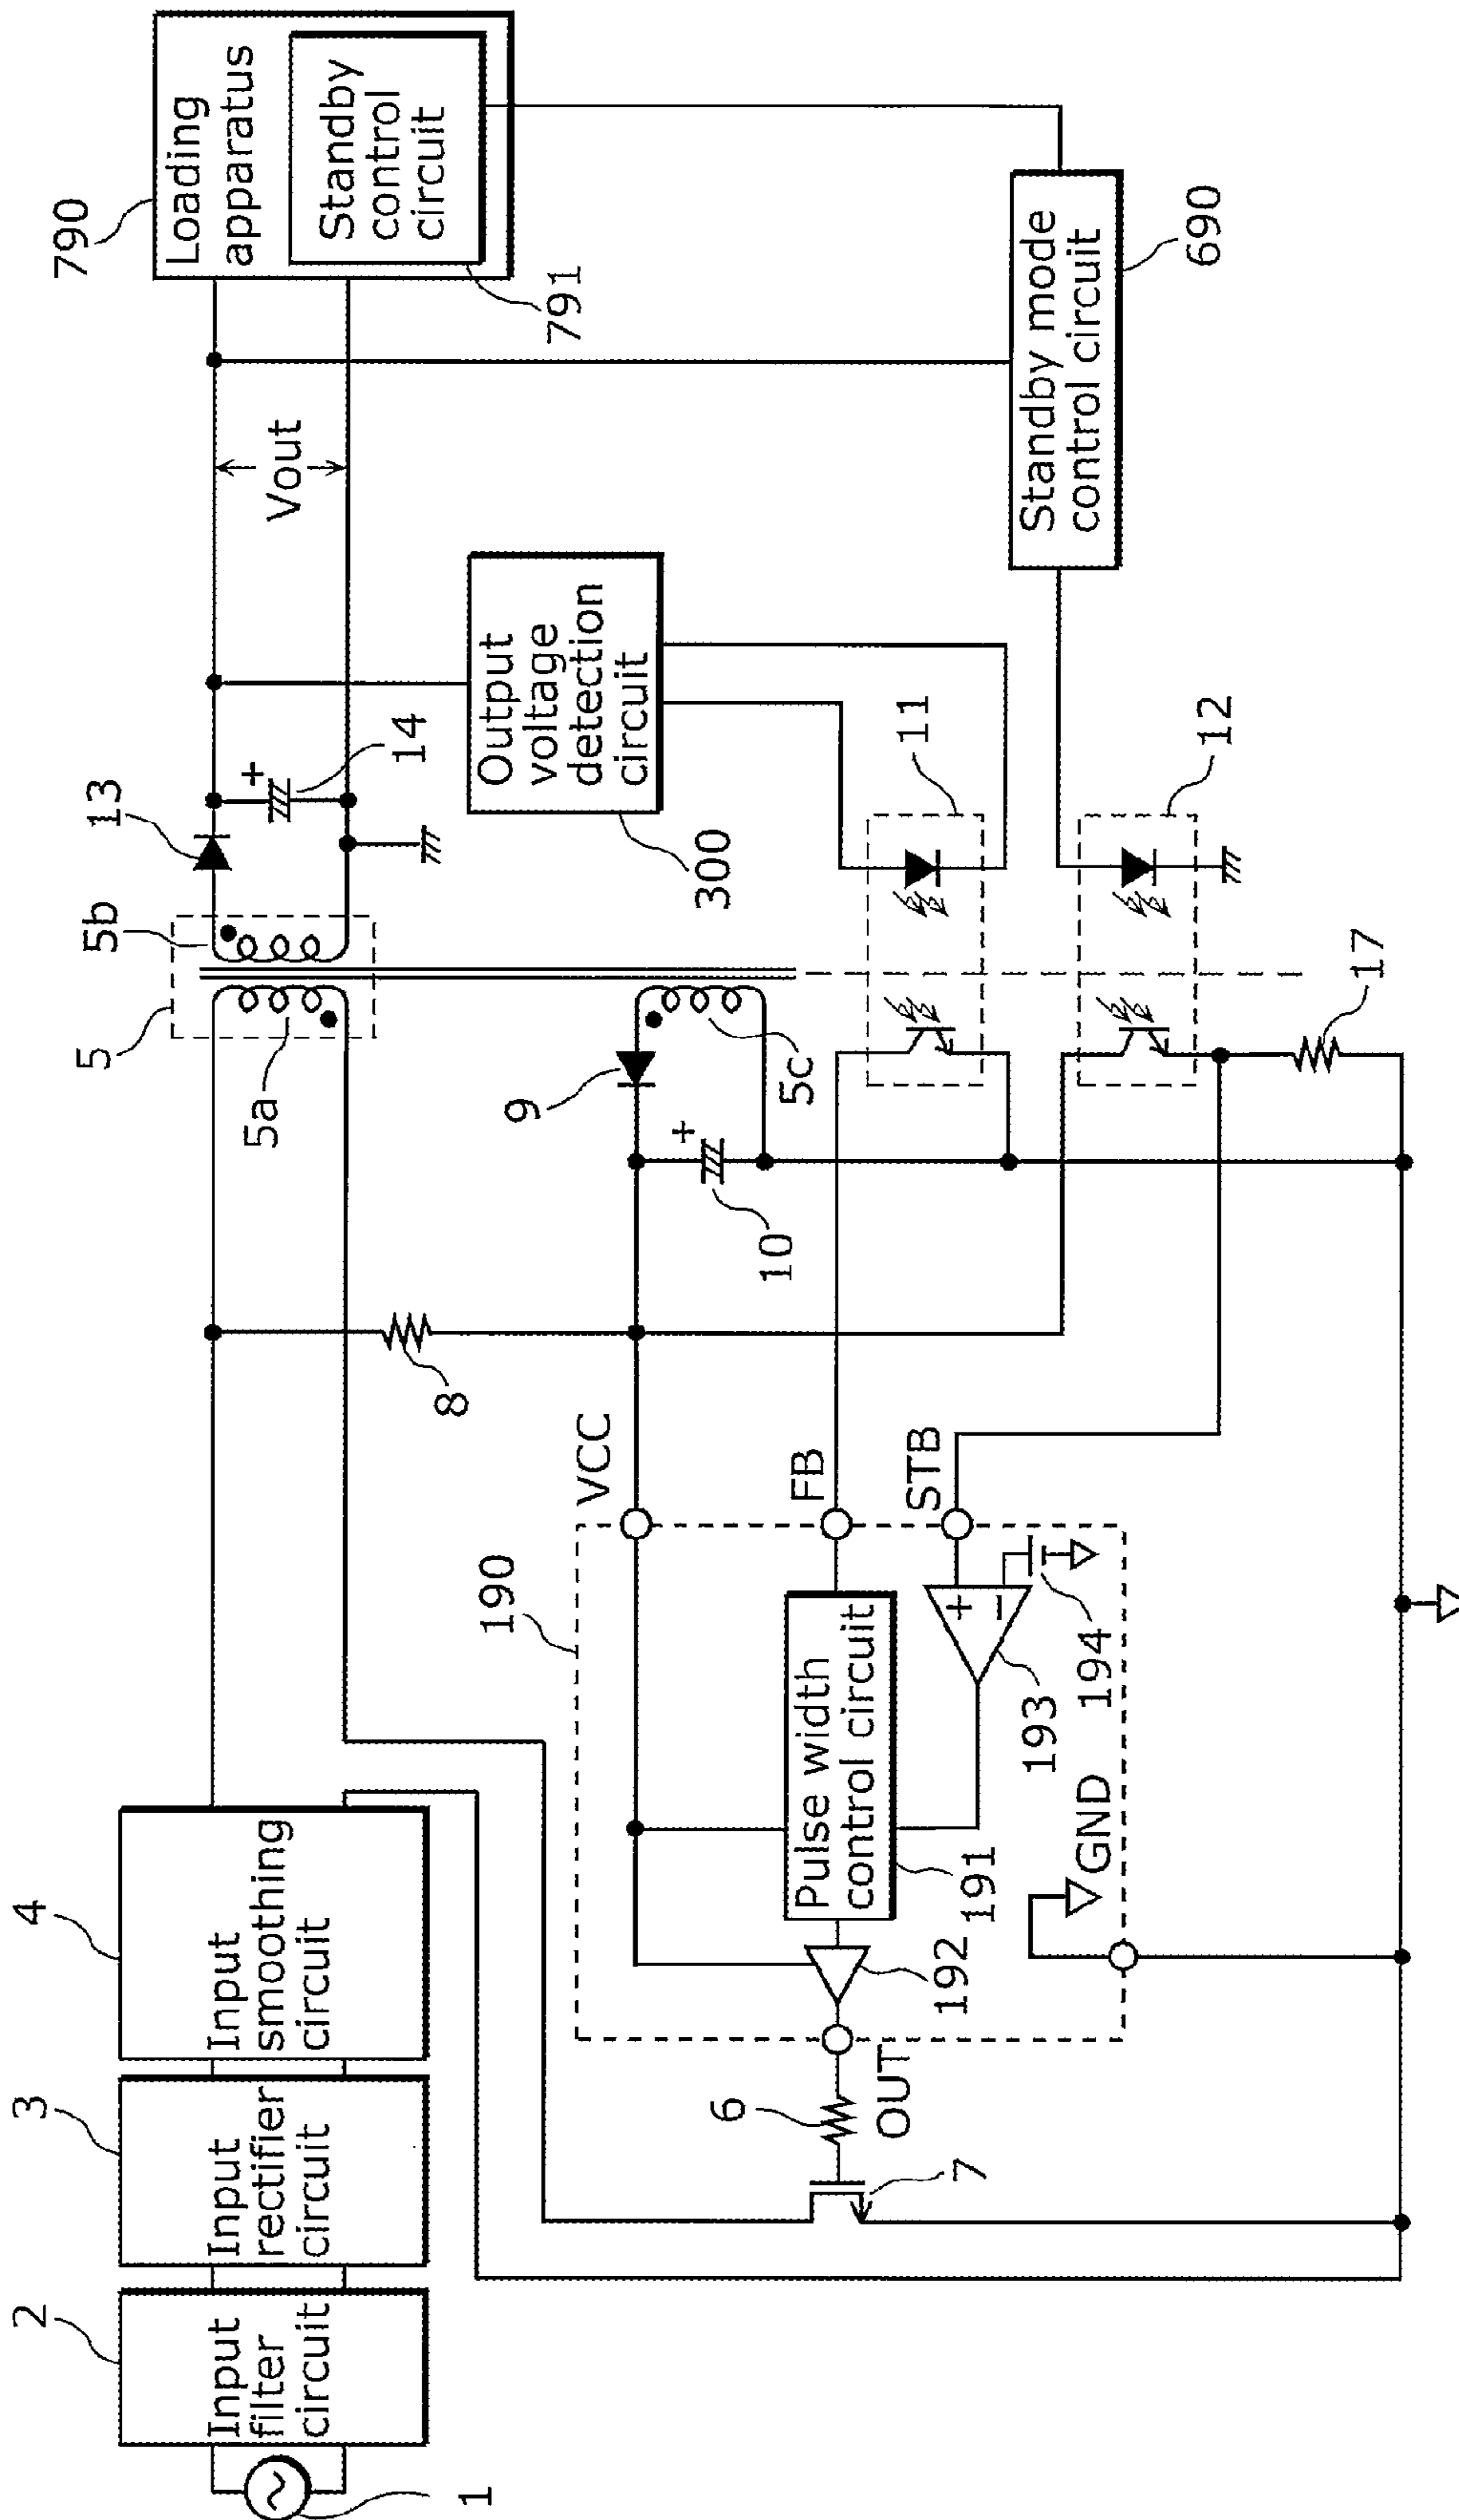 1
2
Input
filter
circuit
3
Input
rectifier
circuit
4
Input
smoothing
circuit
5
5a
5b
13
+
14
Vout
790
Loading
apparatus
Standby
control
circuit
791
8
9
+
10
5c
Output
voltage
detection
circuit
300
190
VCC
FB
STB
11
12
6
OUT
7
192
Pulse width
control circuit
191
+
−
193
194
GND
17
Standby mode
control circuit
690